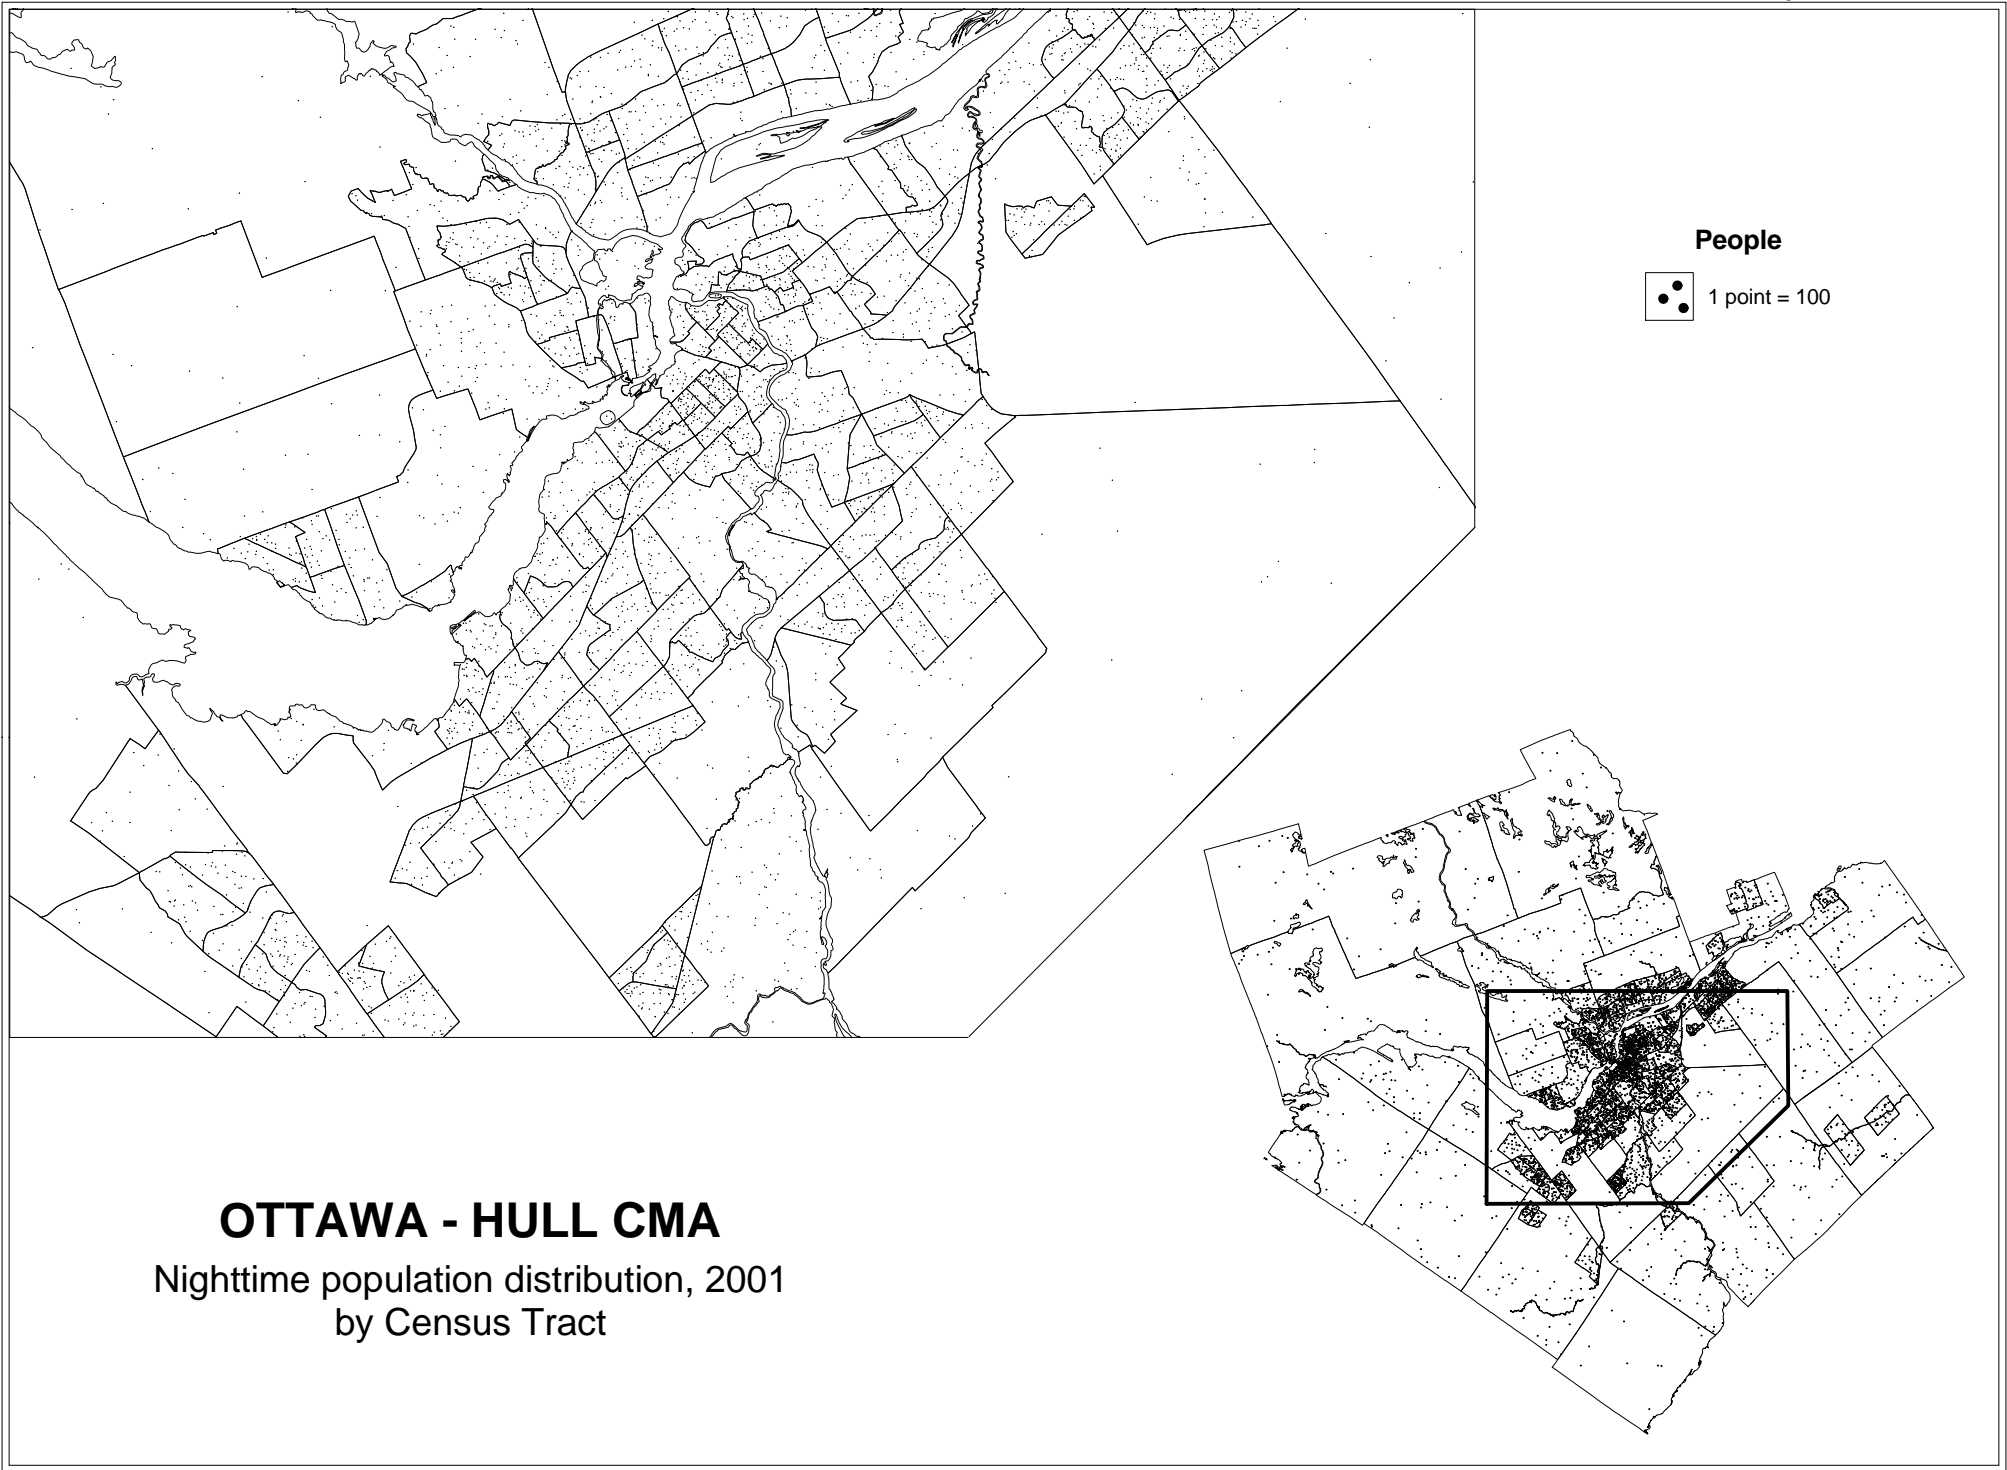 People
1 point = 100
OTTAWA - HULL CMA
Nighttime population distribution, 2001
by Census Tract